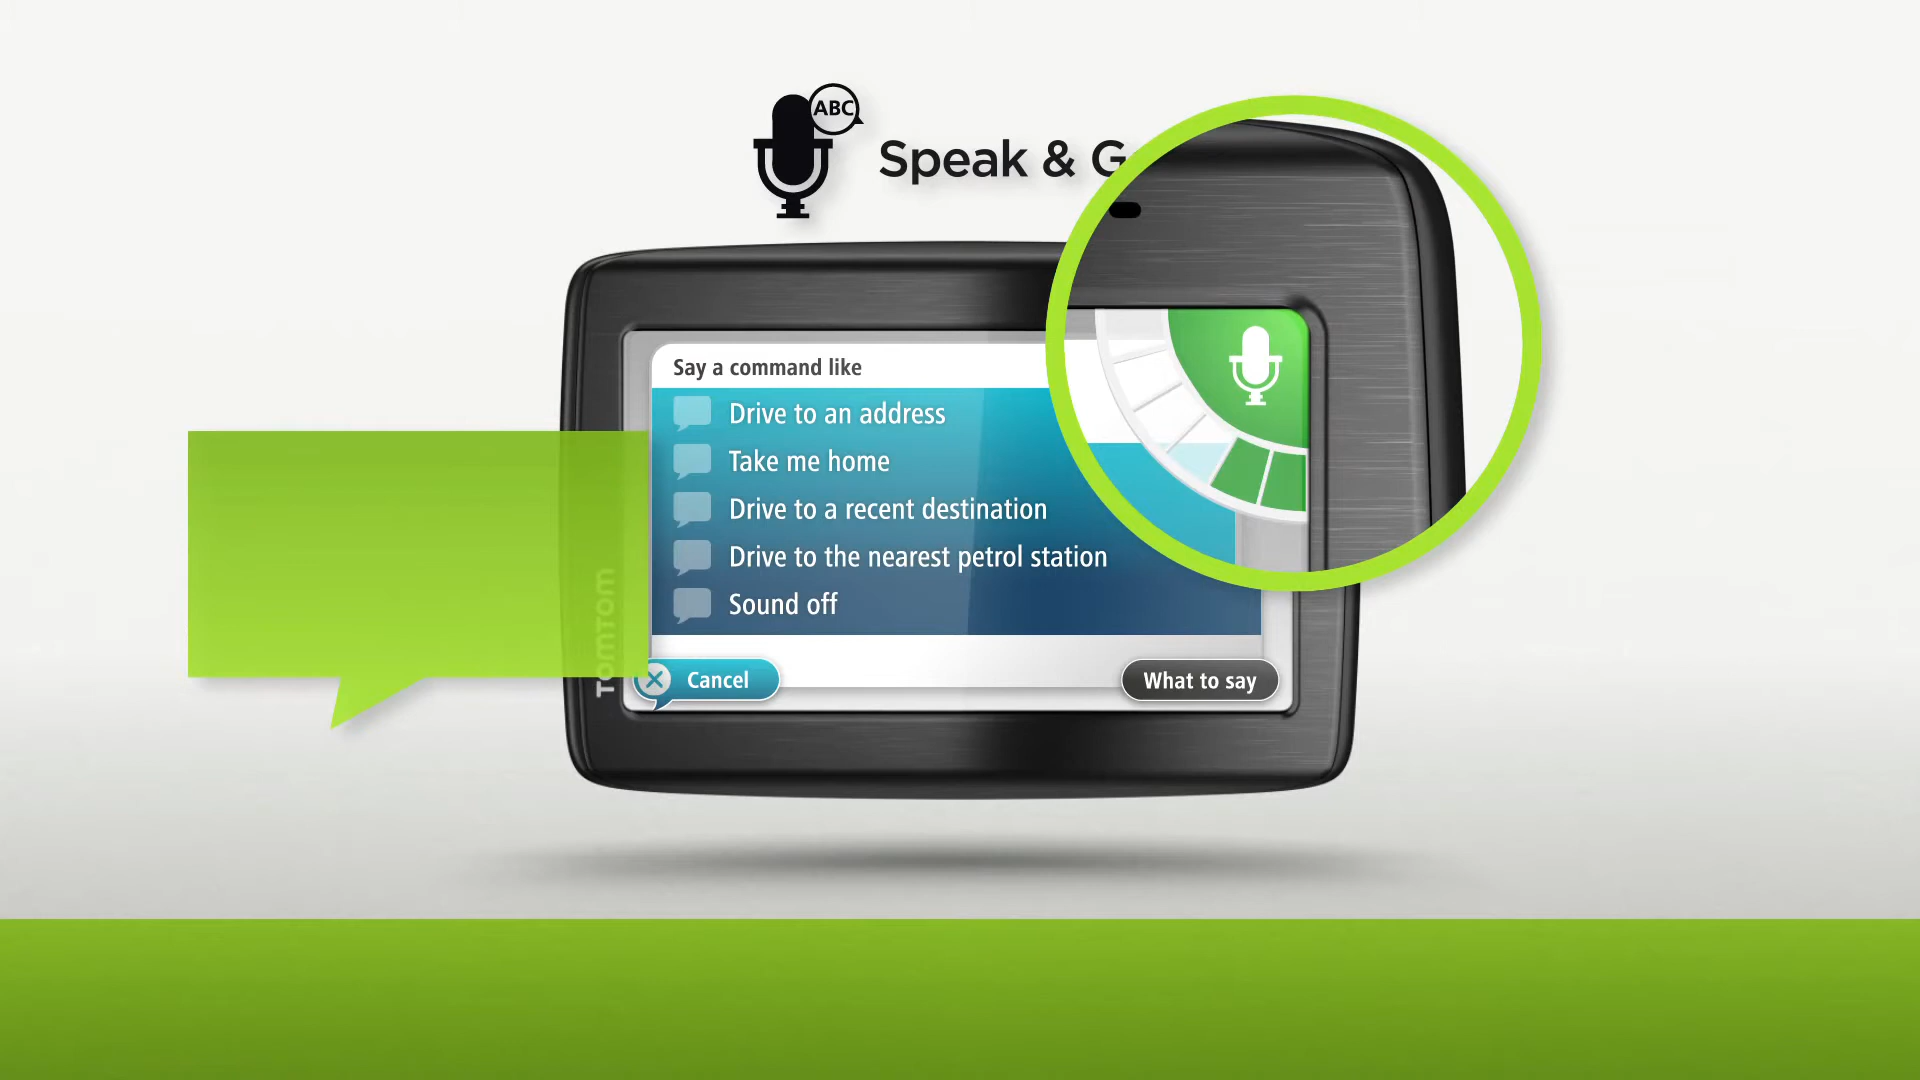 ABC
Speak & G
Say a command like
Drive to an address
Take me home
Drive to a recent destination
Drive to the nearest petrol station
Sound off
TOMTOM
Cancel
What to say